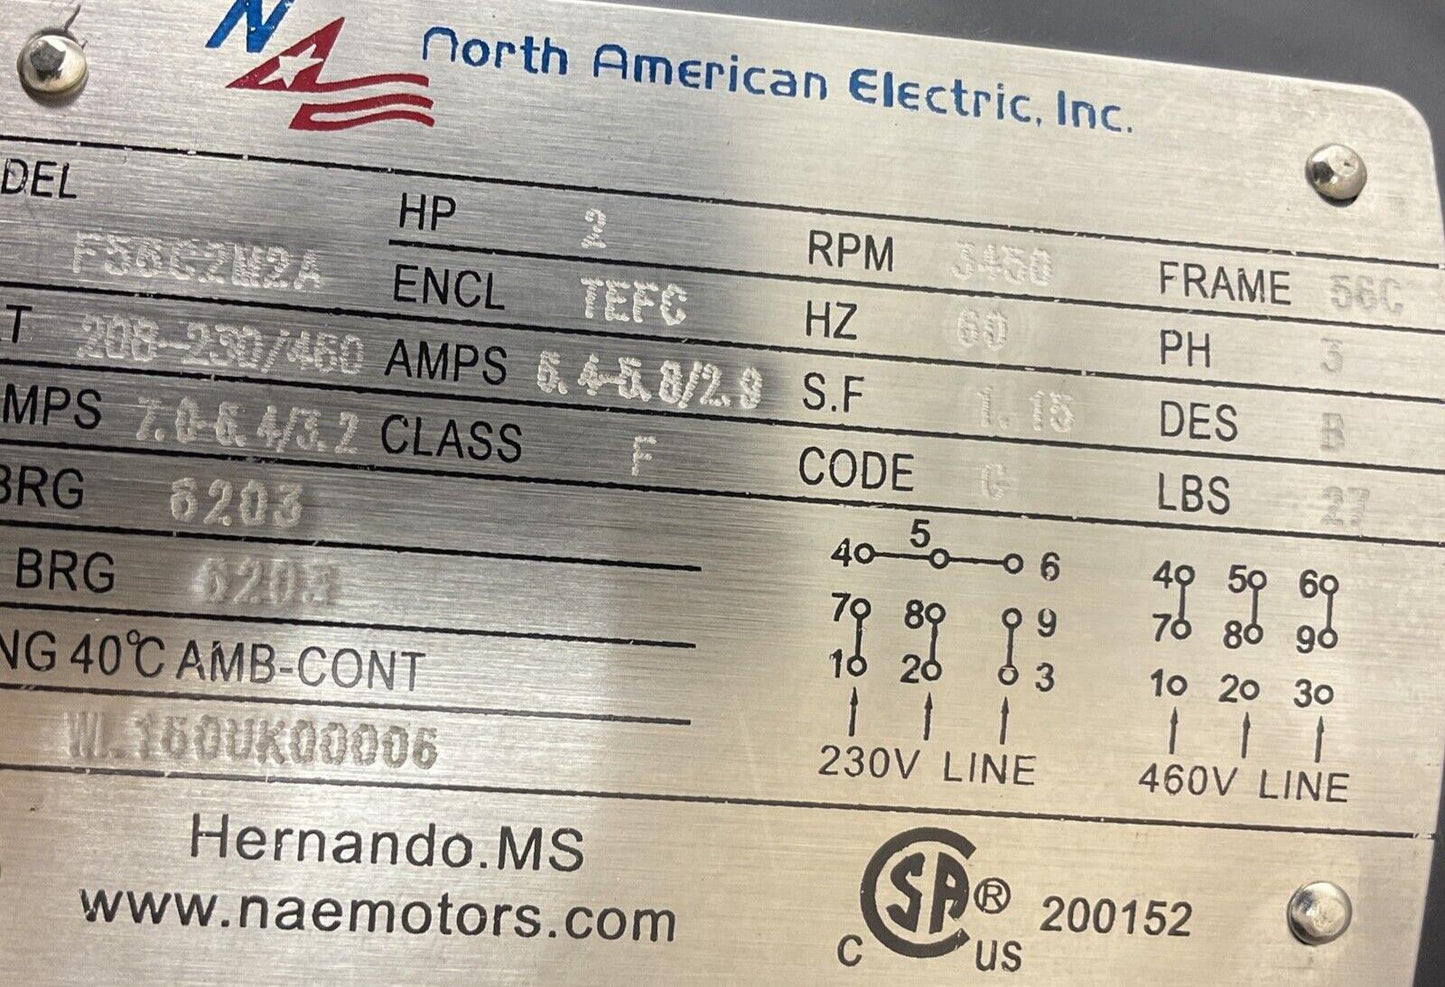 NA North American Electric, Inc.
DEL F56C2M2A HP 2 RPM 3450 FRAME 56C
ENCL TEFC HZ 60 PH 3
T 208-230/460 AMPS 6.4-5.8/2.9 S.F 1.15 DES B
MPS 7.0-6.4/3.2 CLASS F CODE G LBS 27
BRG 6203
BRG 6203
NG 40°C AMB-CONT
WL160UK00006
4 5 6 4 5 6
7 8 9 7 8 9
1 2 3 1 2 3
230V LINE 460V LINE
Hernando.MS
www.naemotors.com
CSA® C US 200152